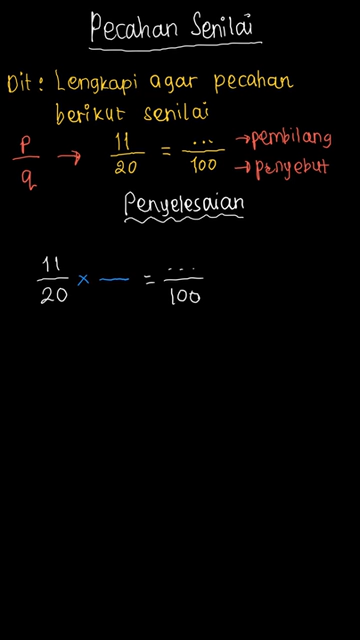 Pecahan Senilai
Dit : Lengkapi agar pecahan
berikut senilai
p/q → 11/20 = .../100 → pembilang
→ penyebut
Penyelesaian
11/20 × — = .../100